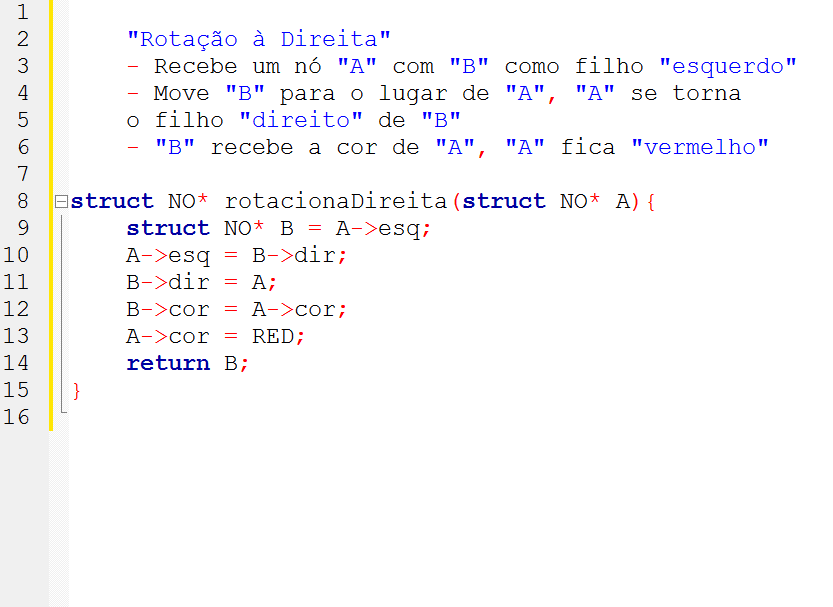 1
2 "Rotação à Direita"
3 - Recebe um nó "A" com "B" como filho "esquerdo"
4 - Move "B" para o lugar de "A", "A" se torna
5 o filho "direito" de "B"
6 - "B" recebe a cor de "A", "A" fica "vermelho"
7
8 struct NO* rotacionaDireita(struct NO* A){
9 struct NO* B = A->esq;
10 A->esq = B->dir;
11 B->dir = A;
12 B->cor = A->cor;
13 A->cor = RED;
14 return B;
15 }
16